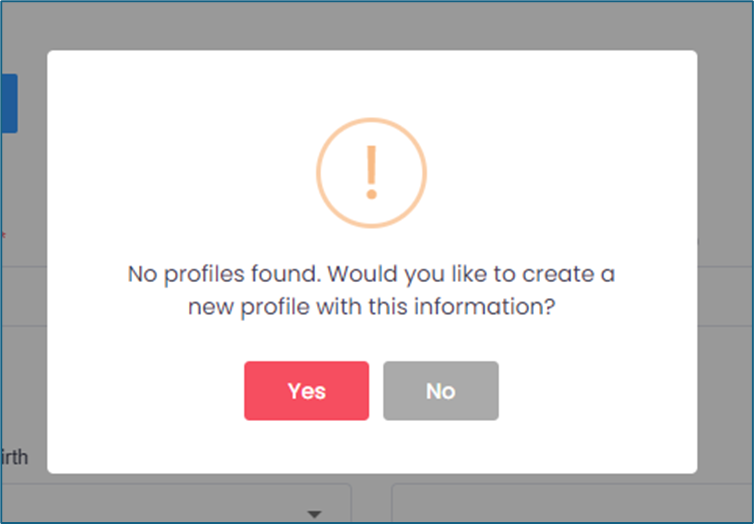 No profiles found. Would you like to create a
new profile with this information?
Yes No
irth